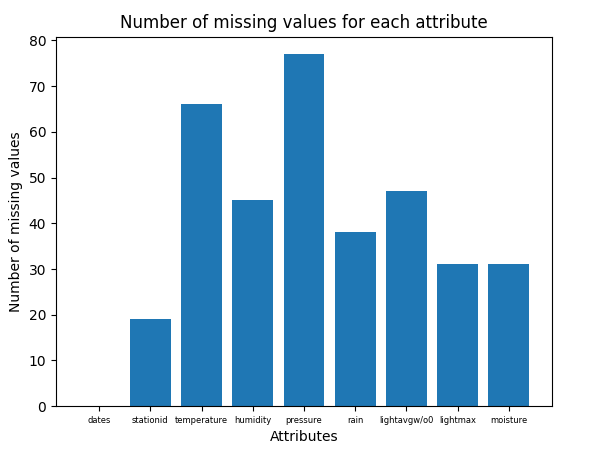 Number of missing values for each attribute
Number of missing values
80
70
60
50
40
30
20
10
0
dates stationid temperature humidity pressure rain lightavgw/o0 lightmax moisture
Attributes